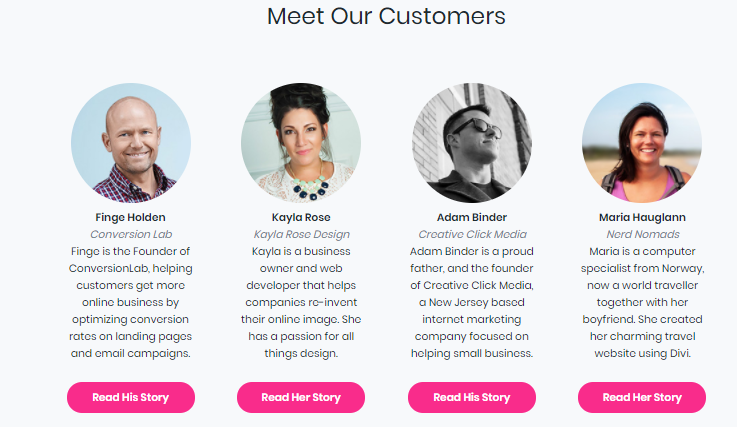 Meet Our Customers
Finge Holden
Conversion Lab
Finge is the Founder of
ConversionLab, helping
customers get more
online business by
optimizing conversion
rates on landing pages
and email campaigns.
Read His Story
Kayla Rose
Kayla Rose Design
Kayla is a business
owner and web
developer that helps
companies re-invent
their online image. She
has a passion for all
things design.
Read Her Story
Adam Binder
Creative Click Media
Adam Binder is a proud
father, and the founder
of Creative Click Media,
a New Jersey based
internet marketing
company focused on
helping small business.
Read His Story
Maria Hauglann
Nerd Nomads
Maria is a computer
specialist from Norway,
now a world traveller
together with her
boyfriend. She created
her charming travel
website using Divi.
Read Her Story